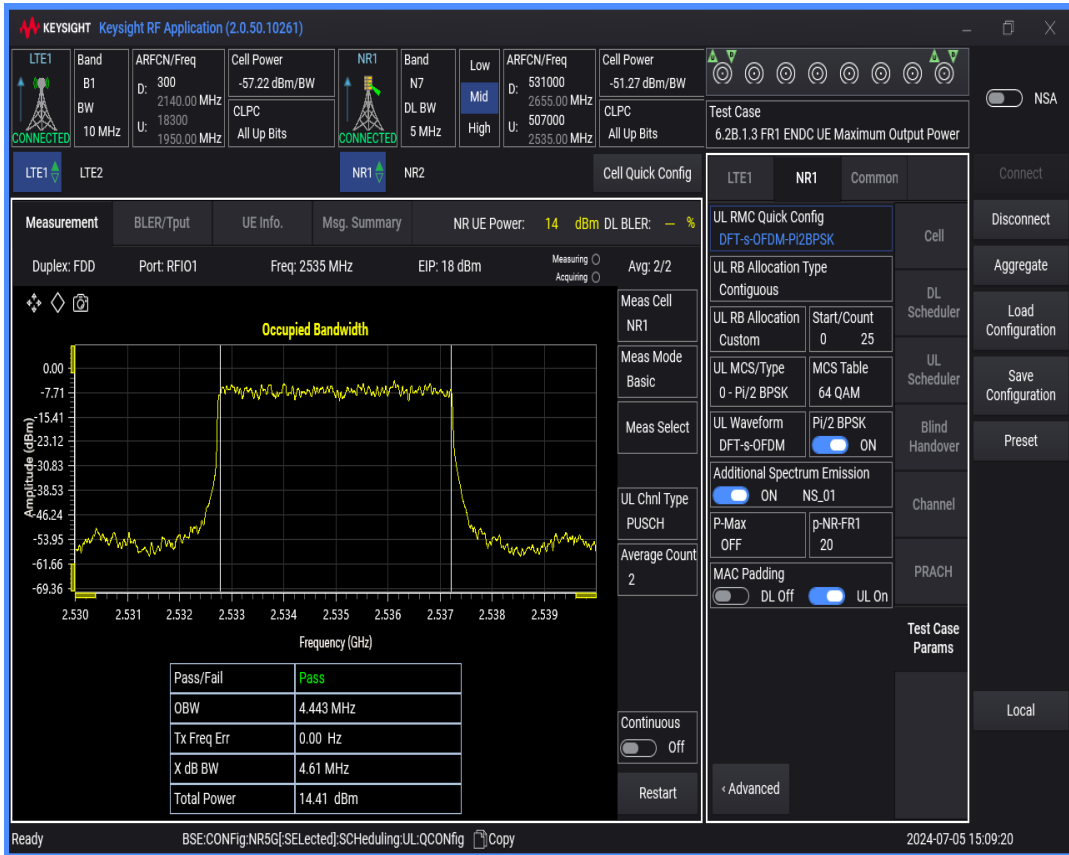 KEYSIGHT Keysight RF Application (2.0.50.10261)
LTE1
CONNECTED
Band
B1
BW
10 MHz
ARFCN/Freq
D: 300
2140.00 MHz
U: 18300
1950.00 MHz
Cell Power
-57.22 dBm/BW
CLPC
All Up Bits
NR1
CONNECTED
Band
N7
DL BW
5 MHz
Low
Mid
High
ARFCN/Freq
D: 531000
2655.00 MHz
U: 507000
2535.00 MHz
Cell Power
-51.27 dBm/BW
CLPC
All Up Bits
Test Case
6.2B.1.3 FR1 ENDC UE Maximum Output Power
NSA
LTE1 LTE2 NR1 NR2 Cell Quick Config
Measurement BLER/Tput UE Info. Msg. Summary NR UE Power: 14 dBm DL BLER: --- %
Duplex: FDD Port: RFIO1 Freq: 2535 MHz EIP: 18 dBm Measuring Avg: 2/2
Acquiring
Occupied Bandwidth
Amplitude (dBm)
0.00
-7.71
-15.41
-23.12
-30.83
-38.53
-46.24
-53.95
-61.66
-69.36
2.530 2.531 2.532 2.533 2.534 2.535 2.536 2.537 2.538 2.539
Frequency (GHz)
Pass/Fail Pass
OBW 4.443 MHz
Tx Freq Err 0.00 Hz
X dB BW 4.61 MHz
Total Power 14.41 dBm
Meas Cell
NR1
Meas Mode
Basic
Meas Select
UL Chnl Type
PUSCH
Average Count
2
Continuous
Off
Restart
LTE1 NR1 Common
UL RMC Quick Config
DFT-s-OFDM-Pi2BPSK
UL RB Allocation Type
Contiguous
UL RB Allocation Start/Count
Custom 0 25
UL MCS/Type MCS Table
0 - Pi/2 BPSK 64 QAM
UL Waveform Pi/2 BPSK
DFT-s-OFDM ON
Additional Spectrum Emission
ON NS_01
P-Max p-NR-FR1
OFF 20
MAC Padding
DL Off UL On
‹ Advanced
Cell
DL
Scheduler
UL
Scheduler
Blind
Handover
Channel
PRACH
Test Case
Params
Connect
Disconnect
Aggregate
Load
Configuration
Save
Configuration
Preset
Local
Ready BSE:CONFig:NR5G[:SELected]:SCHeduling:UL:QCONfig Copy 2024-07-05 15:09:20